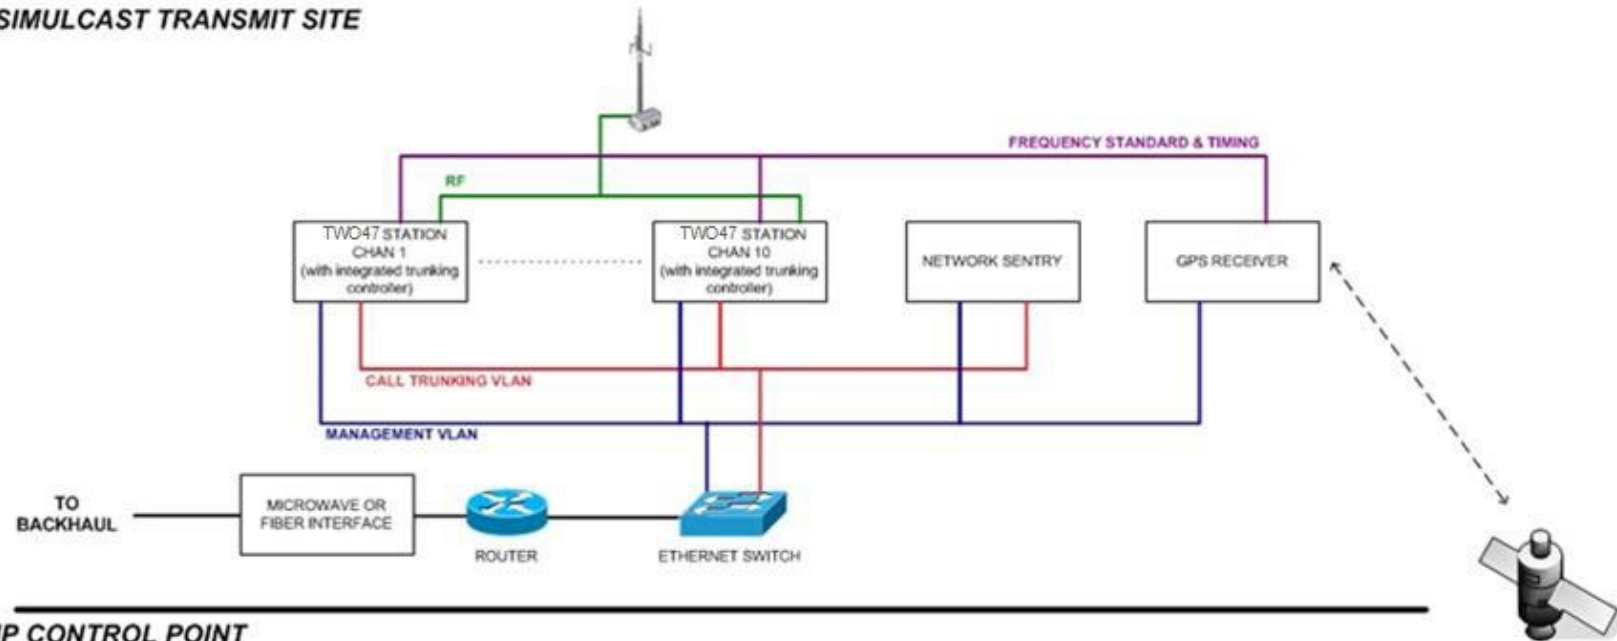 SIMULCAST TRANSMIT SITE
FREQUENCY STANDARD & TIMING
RF
TWO47 STATION
CHAN 1
(with integrated trunking
controller)
TWO47 STATION
CHAN 10
(with integrated trunking
controller)
NETWORK SENTRY
GPS RECEIVER
CALL TRUNKING VLAN
MANAGEMENT VLAN
TO
BACKHAUL
MICROWAVE OR
FIBER INTERFACE
ROUTER
ETHERNET SWITCH
IP CONTROL POINT